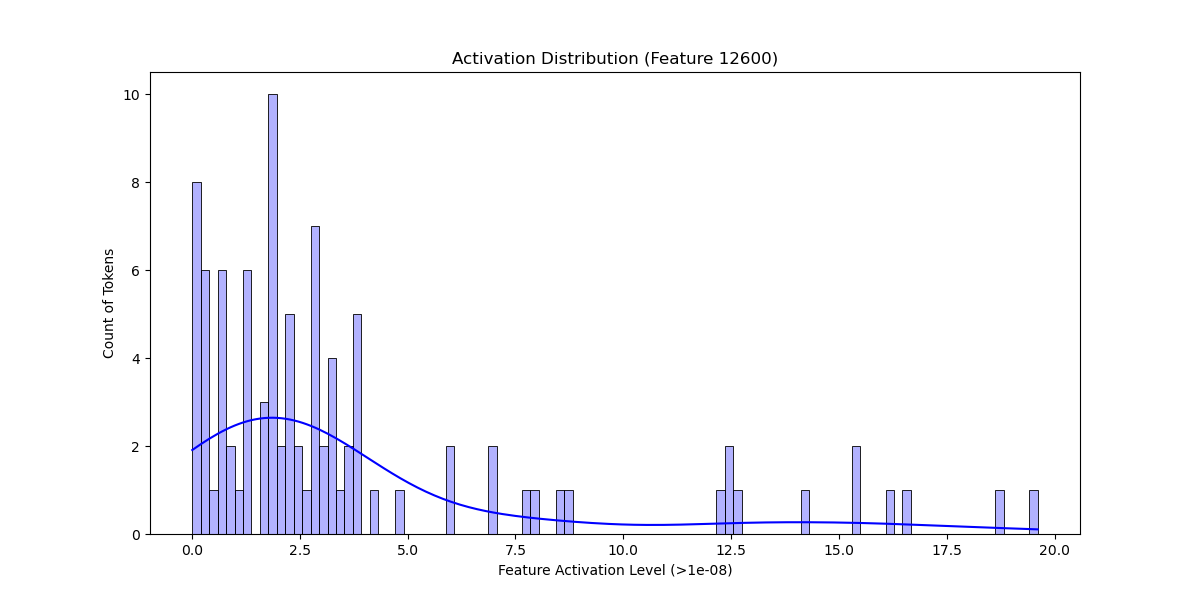 Activation Distribution (Feature 12600)
10
8
6
4
2
0
Count of Tokens
0.0 2.5 5.0 7.5 10.0 12.5 15.0 17.5 20.0
Feature Activation Level (>1e-08)